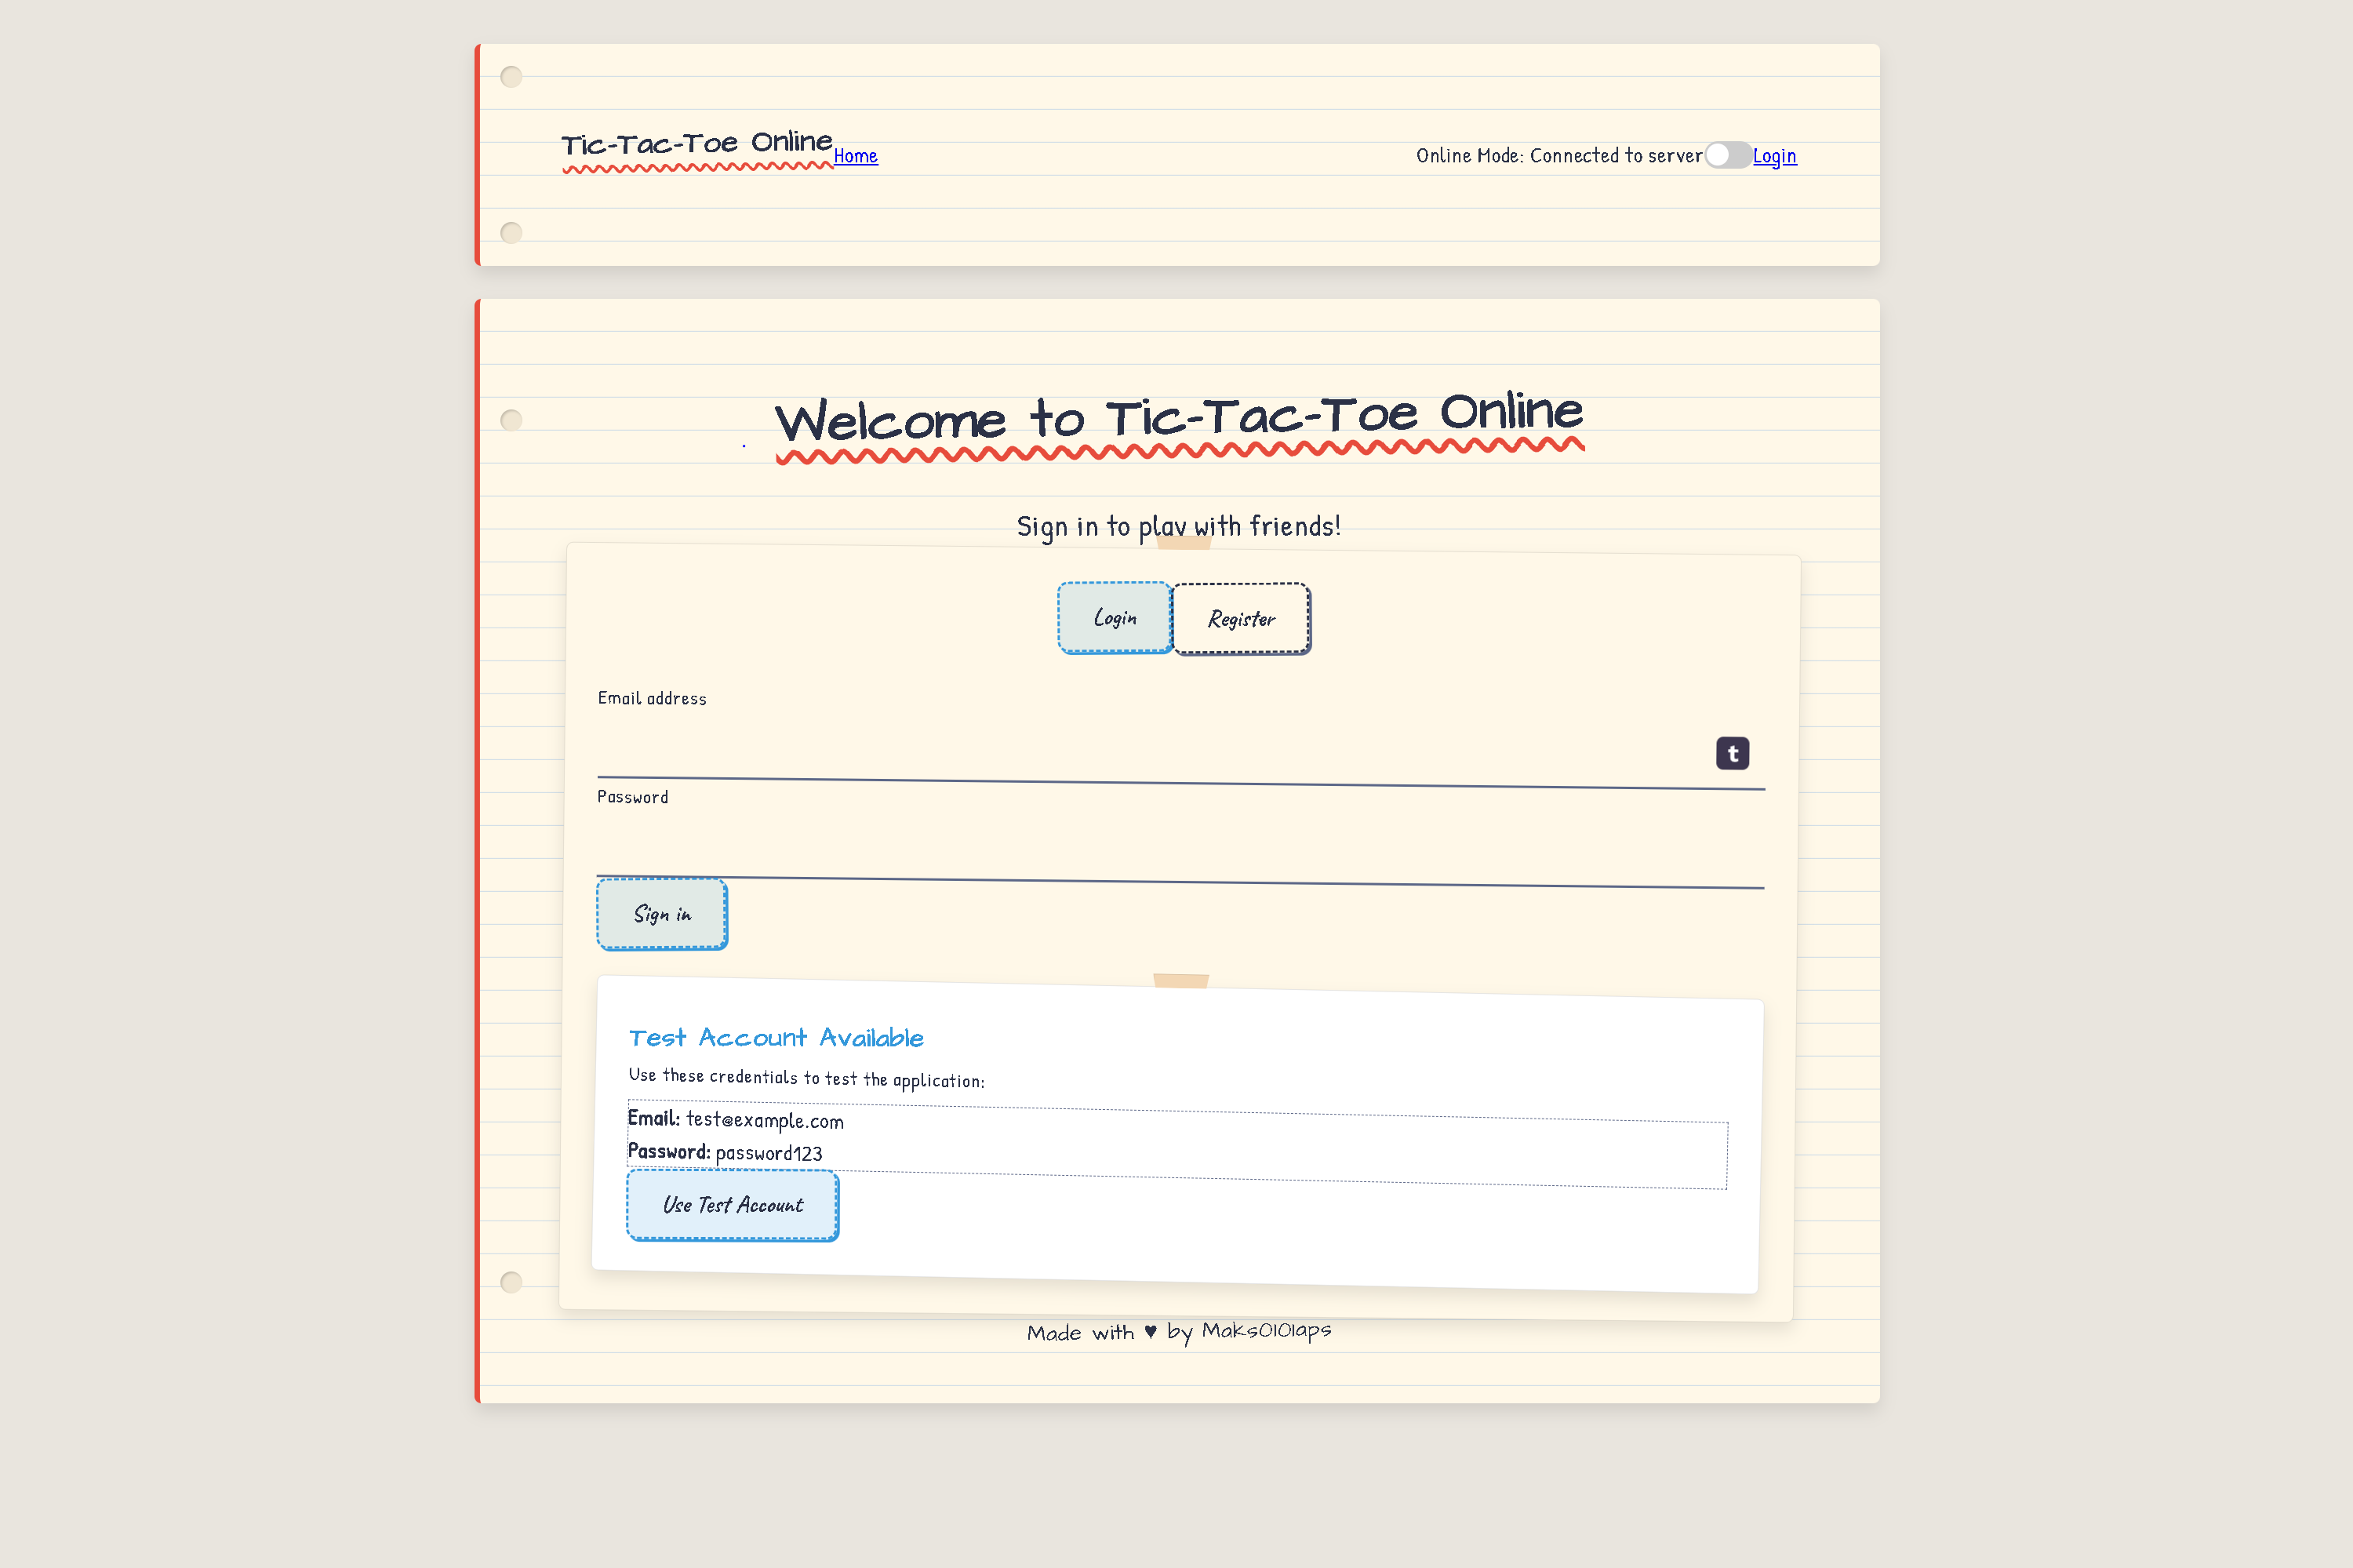 Tic-Tac-Toe Online Home Online Mode: Connected to server Login
Welcome to Tic-Tac-Toe Online
Sign in to play with friends!
Login Register
Email address
t
Password
Sign in
Test Account Available
Use these credentials to test the application:
Email: test@example.com
Password: password123
Use Test Account
Made with ♥ by Maks0101aps